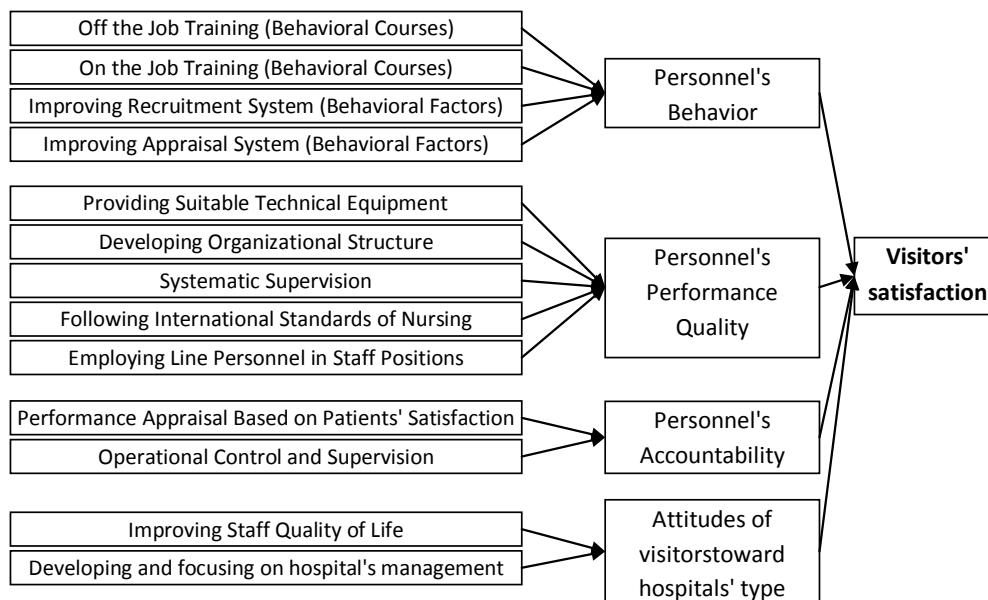 Off the Job Training (Behavioral Courses)
On the Job Training (Behavioral Courses)
Improving Recruitment System (Behavioral Factors)
Improving Appraisal System (Behavioral Factors)
Personnel's
Behavior
Providing Suitable Technical Equipment
Developing Organizational Structure
Systematic Supervision
Following International Standards of Nursing
Employing Line Personnel in Staff Positions
Personnel's
Performance
Quality
Performance Appraisal Based on Patients' Satisfaction
Operational Control and Supervision
Personnel's
Accountability
Improving Staff Quality of Life
Developing and focusing on hospital's management
Attitudes of
visitorstoward
hospitals' type
Visitors'
satisfaction